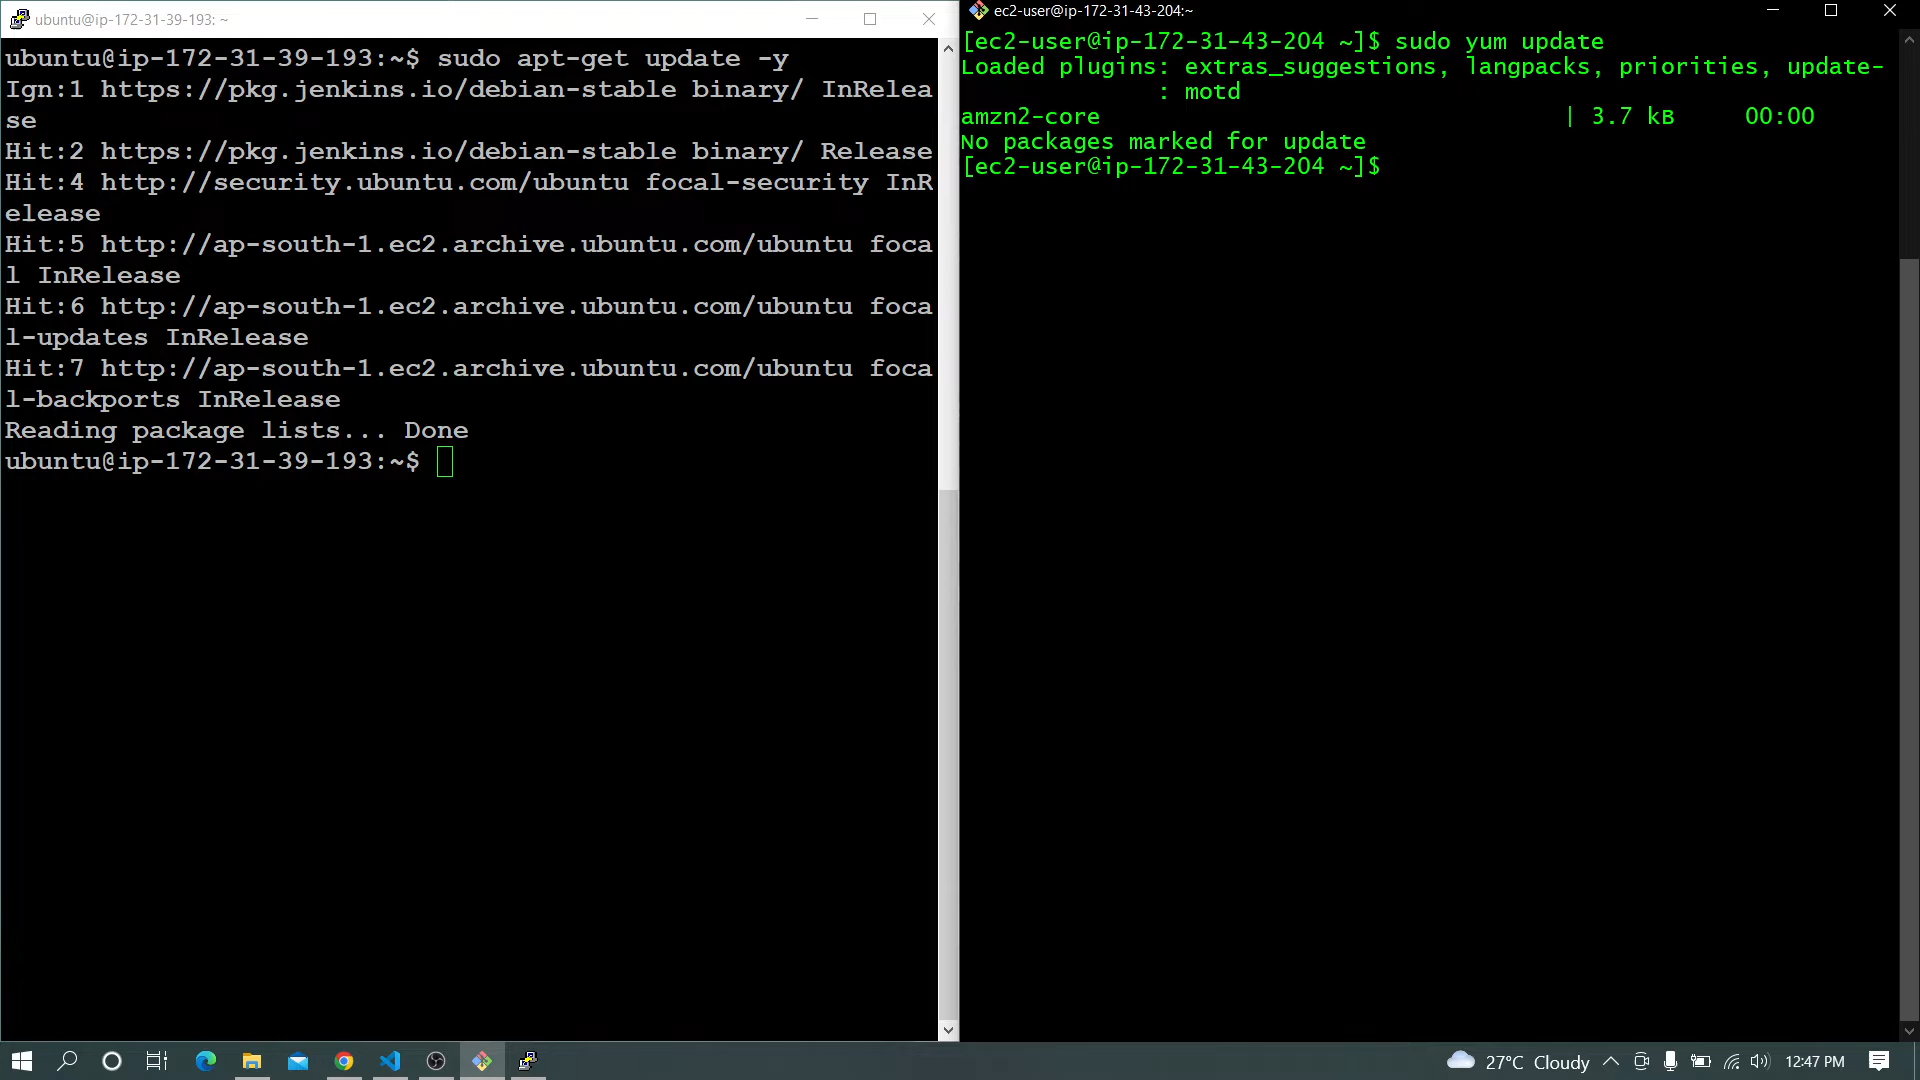 ubuntu@ip-172-31-39-193: ~
ubuntu@ip-172-31-39-193:~$ sudo apt-get update -y
Ign:1 https://pkg.jenkins.io/debian-stable binary/ InRelea
se
Hit:2 https://pkg.jenkins.io/debian-stable binary/ Release
Hit:4 http://security.ubuntu.com/ubuntu focal-security InR
elease
Hit:5 http://ap-south-1.ec2.archive.ubuntu.com/ubuntu foca
l InRelease
Hit:6 http://ap-south-1.ec2.archive.ubuntu.com/ubuntu foca
l-updates InRelease
Hit:7 http://ap-south-1.ec2.archive.ubuntu.com/ubuntu foca
l-backports InRelease
Reading package lists... Done
ubuntu@ip-172-31-39-193:~$
ec2-user@ip-172-31-43-204:~
[ec2-user@ip-172-31-43-204 ~]$ sudo yum update
Loaded plugins: extras_suggestions, langpacks, priorities, update-
: motd
amzn2-core | 3.7 kB 00:00
No packages marked for update
[ec2-user@ip-172-31-43-204 ~]$
27°C Cloudy 12:47 PM